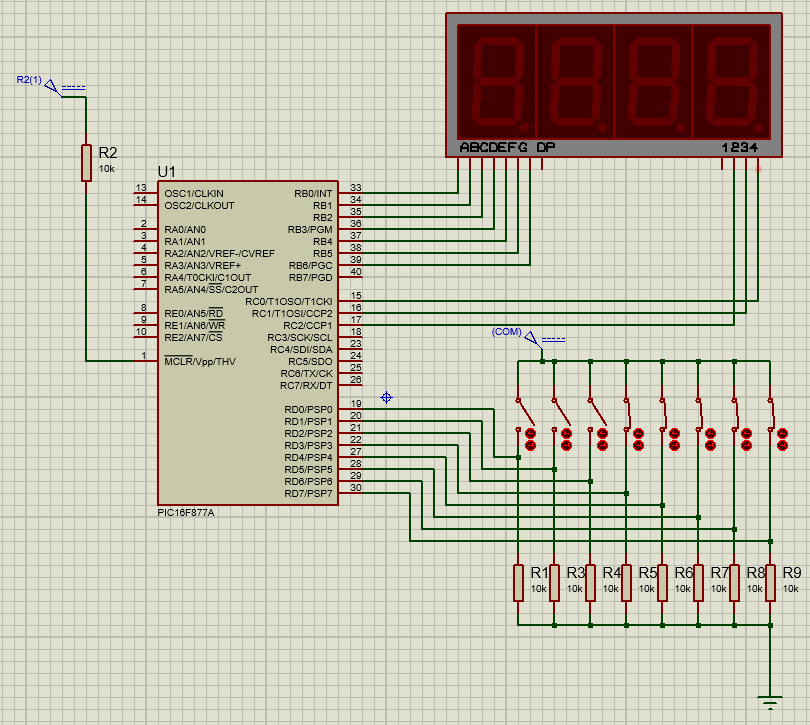 ABCDEFG DP
1234
R2(1)
R2
10k
U1
13 OSC1/CLKIN
14 OSC2/CLKOUT
2 RA0/AN0
3 RA1/AN1
4 RA2/AN2/VREF-/CVREF
5 RA3/AN3/VREF+
6 RA4/T0CKI/C1OUT
7 RA5/AN4/SS/C2OUT
8 RE0/AN5/RD
9 RE1/AN6/WR
10 RE2/AN7/CS
1 MCLR/Vpp/THV
RB0/INT 33
RB1 34
RB2 35
RB3/PGM 36
RB4 37
RB5 38
RB6/PGC 39
RB7/PGD 40
RC0/T1OSO/T1CKI 15
RC1/T1OSI/CCP2 16
RC2/CCP1 17
RC3/SCK/SCL 18
RC4/SDI/SDA 23
RC5/SDO 24
RC6/TX/CK 25
RC7/RX/DT 26
RD0/PSP0 19
RD1/PSP1 20
RD2/PSP2 21
RD3/PSP3 22
RD4/PSP4 27
RD5/PSP5 28
RD6/PSP6 29
RD7/PSP7 30
PIC16F877A
(COM)
R1 R3 R4 R5 R6 R7 R8 R9
10k 10k 10k 10k 10k 10k 10k 10k